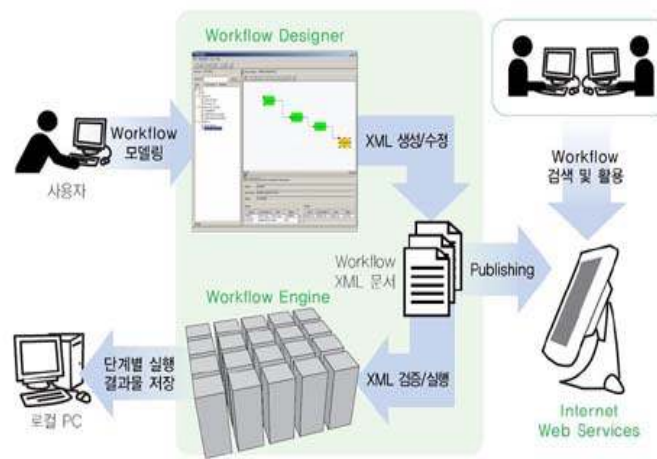 Workflow Designer
Workflow
모델링
사용자
XML 생성/수정
Workflow
검색 및 활용
Workflow
XML 문서
Publishing
Workflow Engine
단계별 실행
결과물 저장
XML 검증/실행
로컬 PC
Internet
Web Services